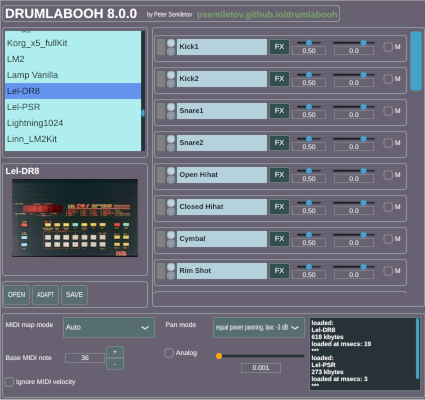 DRUMLABOOH 8.0.0 by Peter Semiletov psemiletov.github.io/drumlabooh
Korg_x5_fullKit
LM2
Lamp Vanilla
Lel-DR8
Lel-PSR
Lightning1024
Linn_LM2Kit
Lel-DR8
OPEN ADAPT SAVE
Kick1 FX 0.50 0.0 M
Kick2 FX 0.50 0.0 M
Snare1 FX 0.50 0.0 M
Snare2 FX 0.50 0.0 M
Open Hihat FX 0.50 0.0 M
Closed Hihat FX 0.50 0.0 M
Cymbal FX 0.50 0.0 M
Rim Shot FX 0.50 0.0 M
MIDI map mode Auto
Base MIDI note 36 + -
Ignore MIDI velocity
Pan mode equal power panning, law: -3 dB
Analog 0.001
loaded:
Lel-DR8
618 kbytes
loaded at msecs: 19
***
loaded:
Lel-PSR
273 kbytes
loaded at msecs: 3
***